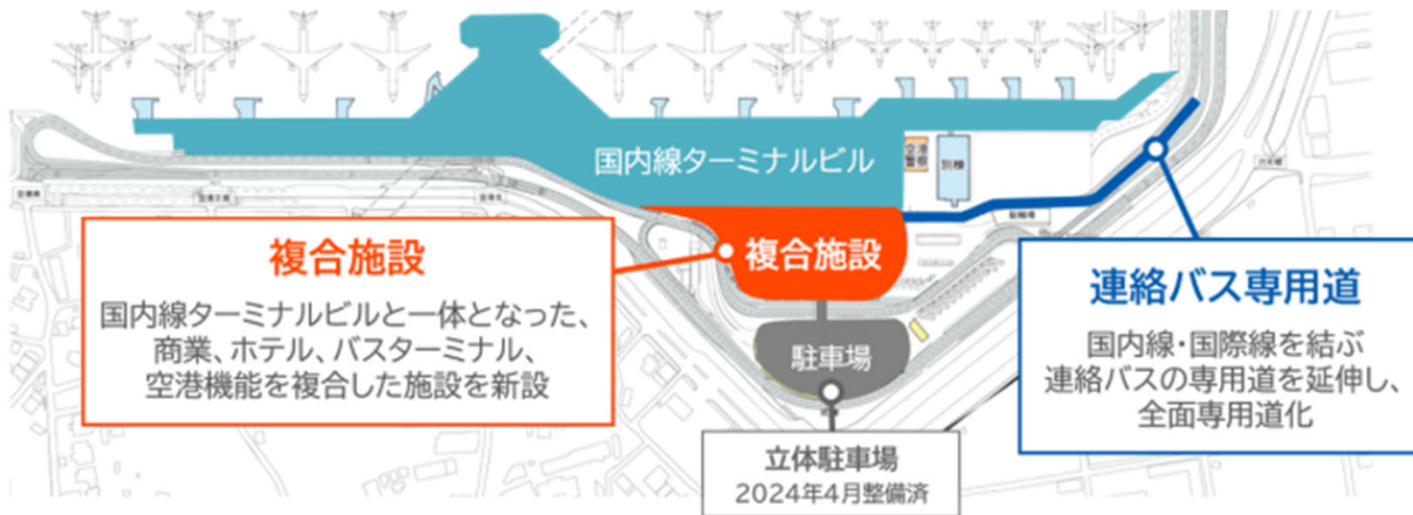 国内線ターミナルビル
空港
警察
別棟
複合施設
駐車場
複合施設
国内線ターミナルビルと一体となった、
商業、ホテル、バスターミナル、
空港機能を複合した施設を新設
連絡バス専用道
国内線・国際線を結ぶ
連絡バスの専用道を延伸し、
全面専用道化
立体駐車場
2024年4月整備済